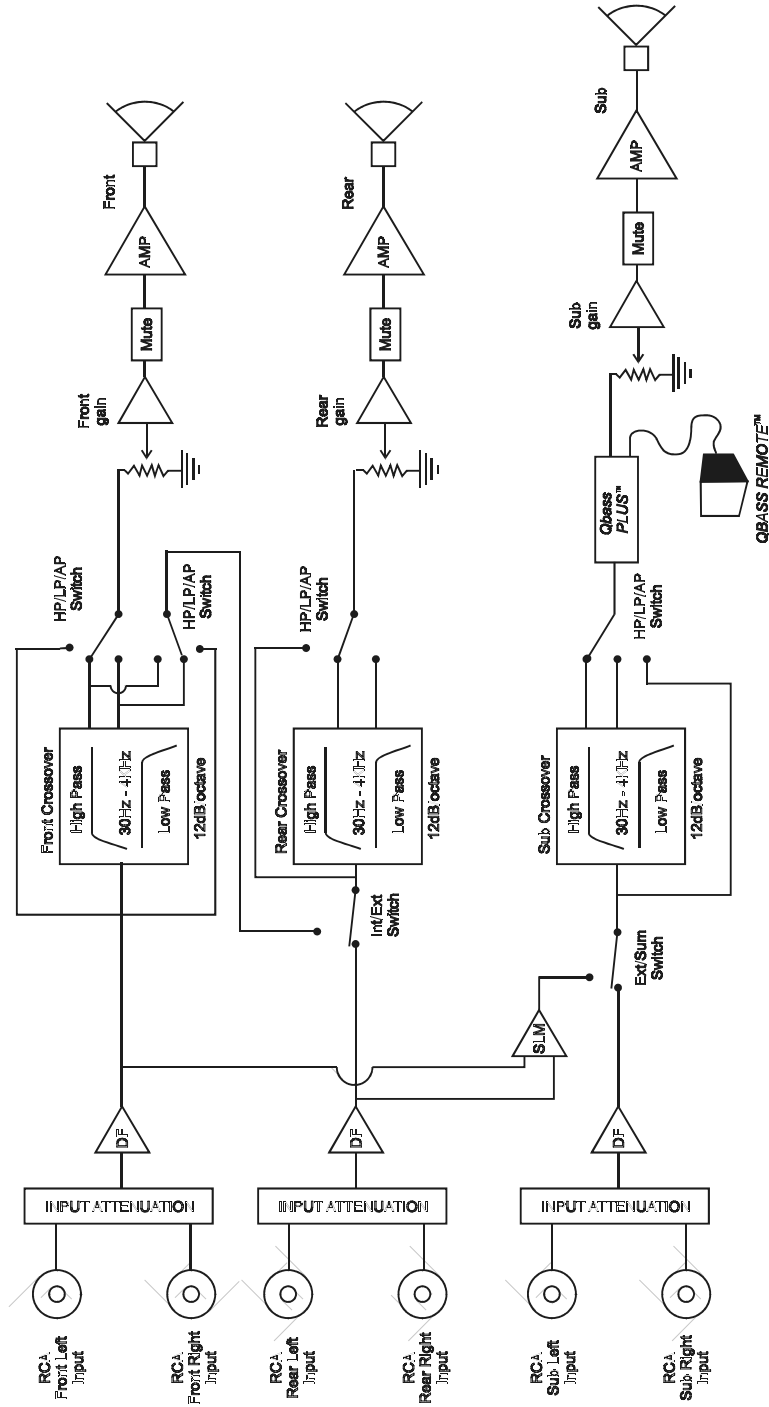 RCA
Front Left
Input
RCA
Front Right
Input
INPUT ATTENUATION
DF
Front Crossover
High Pass
30Hz - 4KHz
Low Pass
12dB/octave
HP/LP/AP
Switch
HP/LP/AP
Switch
Front
gain
Mute
AMP
Front
RCA
Rear Left
Input
RCA
Rear Right
Input
INPUT ATTENUATION
DF
Int/Ext
Switch
Rear Crossover
High Pass
30Hz - 4KHz
Low Pass
12dB/octave
HP/LP/AP
Switch
Rear
gain
Mute
AMP
Rear
RCA
Sub Left
Input
RCA
Sub Right
Input
INPUT ATTENUATION
DF
SUM
Ext/Sum
Switch
Sub Crossover
High Pass
30Hz - 4KHz
Low Pass
12dB/octave
HP/LP/AP
Switch
Qbass
PLUS™
QBASS REMOTE™
Sub
gain
Mute
AMP
Sub